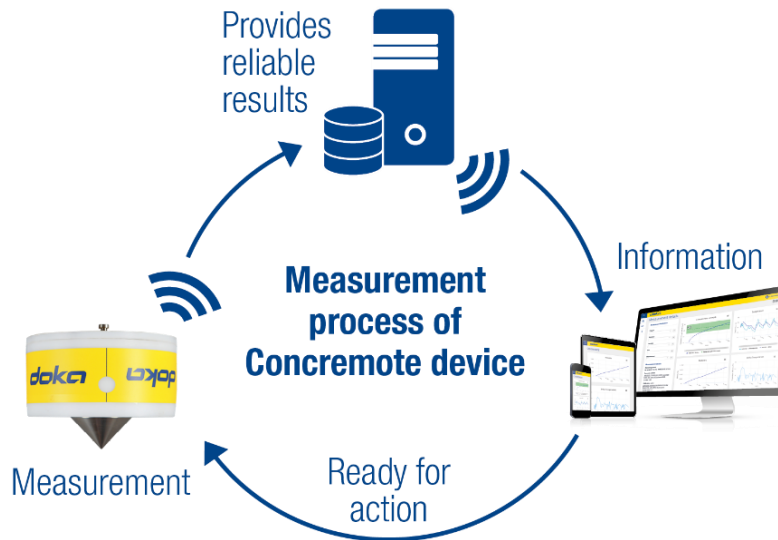 Provides
reliable
results
Information
Measurement
process of
Concremote device
doka
doka
Measurement
Ready for
action